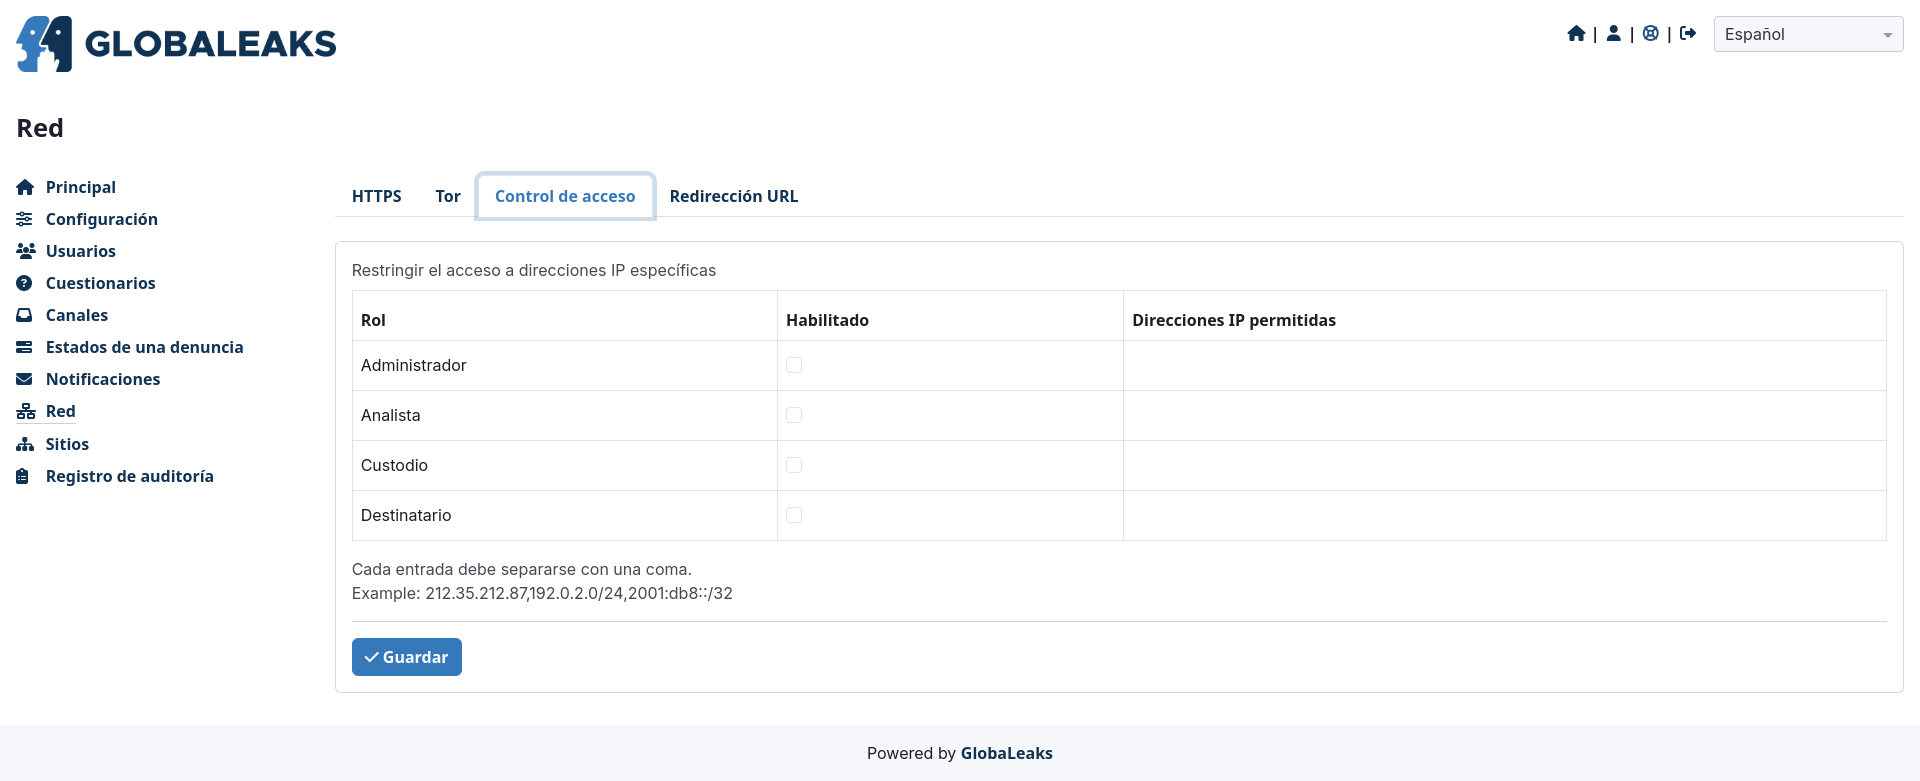 GLOBALEAKS
| | |
Español
Red
Principal
Configuración
Usuarios
Cuestionarios
Canales
Estados de una denuncia
Notificaciones
Red
Sitios
Registro de auditoría
HTTPS Tor Control de acceso Redirección URL
Restringir el acceso a direcciones IP específicas
Rol Habilitado Direcciones IP permitidas
Administrador
Analista
Custodio
Destinatario
Cada entrada debe separarse con una coma.
Example: 212.35.212.87,192.0.2.0/24,2001:db8::/32
Guardar
Powered by GlobaLeaks